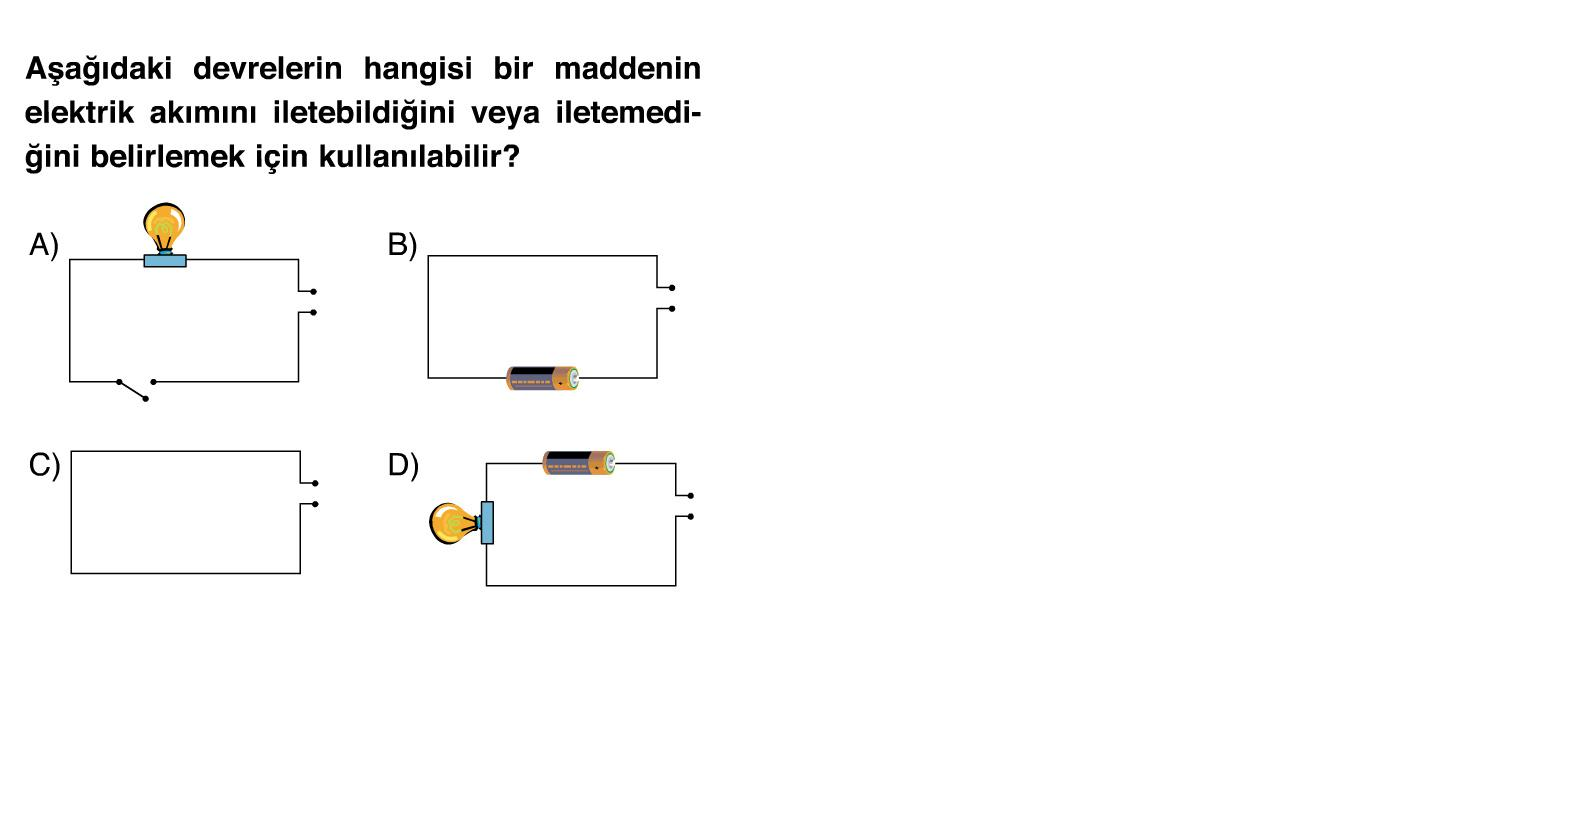 Aşağıdaki devrelerin hangisi bir maddenin
elektrik akımını iletebildiğini veya iletemedi-
ğini belirlemek için kullanılabilir?
A)
B)
C)
D)